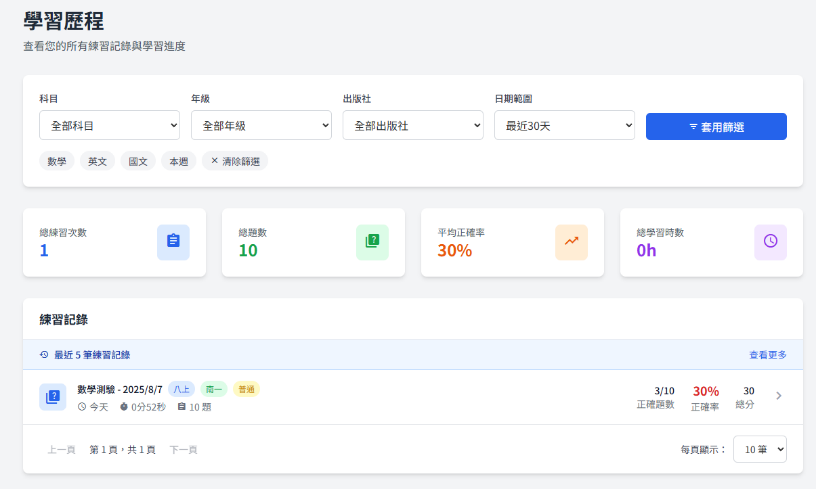 學習歷程
查看您的所有練習記錄與學習進度
科目 年級 出版社 日期範圍
全部科目 全部年級 全部出版社 最近30天 套用篩選
數學 英文 國文 本週 × 清除篩選
總練習次數 總題數 平均正確率 總學習時數
1 10 30% 0h
練習記錄
最近 5 筆練習記錄 查看更多
數學測驗 - 2025/8/7 八上 南一 普通 3/10 30% 30
今天 0分52秒 10 題 正確題數 正確率 總分
上一頁 第 1 頁，共 1 頁 下一頁 每頁顯示： 10 筆